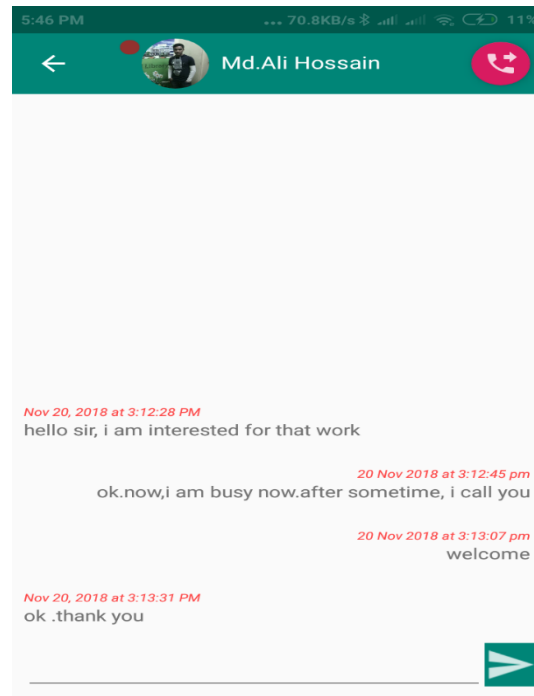 5:46 PM ... 70.8KB/s 11%
Md.Ali Hossain
Nov 20, 2018 at 3:12:28 PM
hello sir, i am interested for that work
20 Nov 2018 at 3:12:45 pm
ok.now,i am busy now.after sometime, i call you
20 Nov 2018 at 3:13:07 pm
welcome
Nov 20, 2018 at 3:13:31 PM
ok .thank you